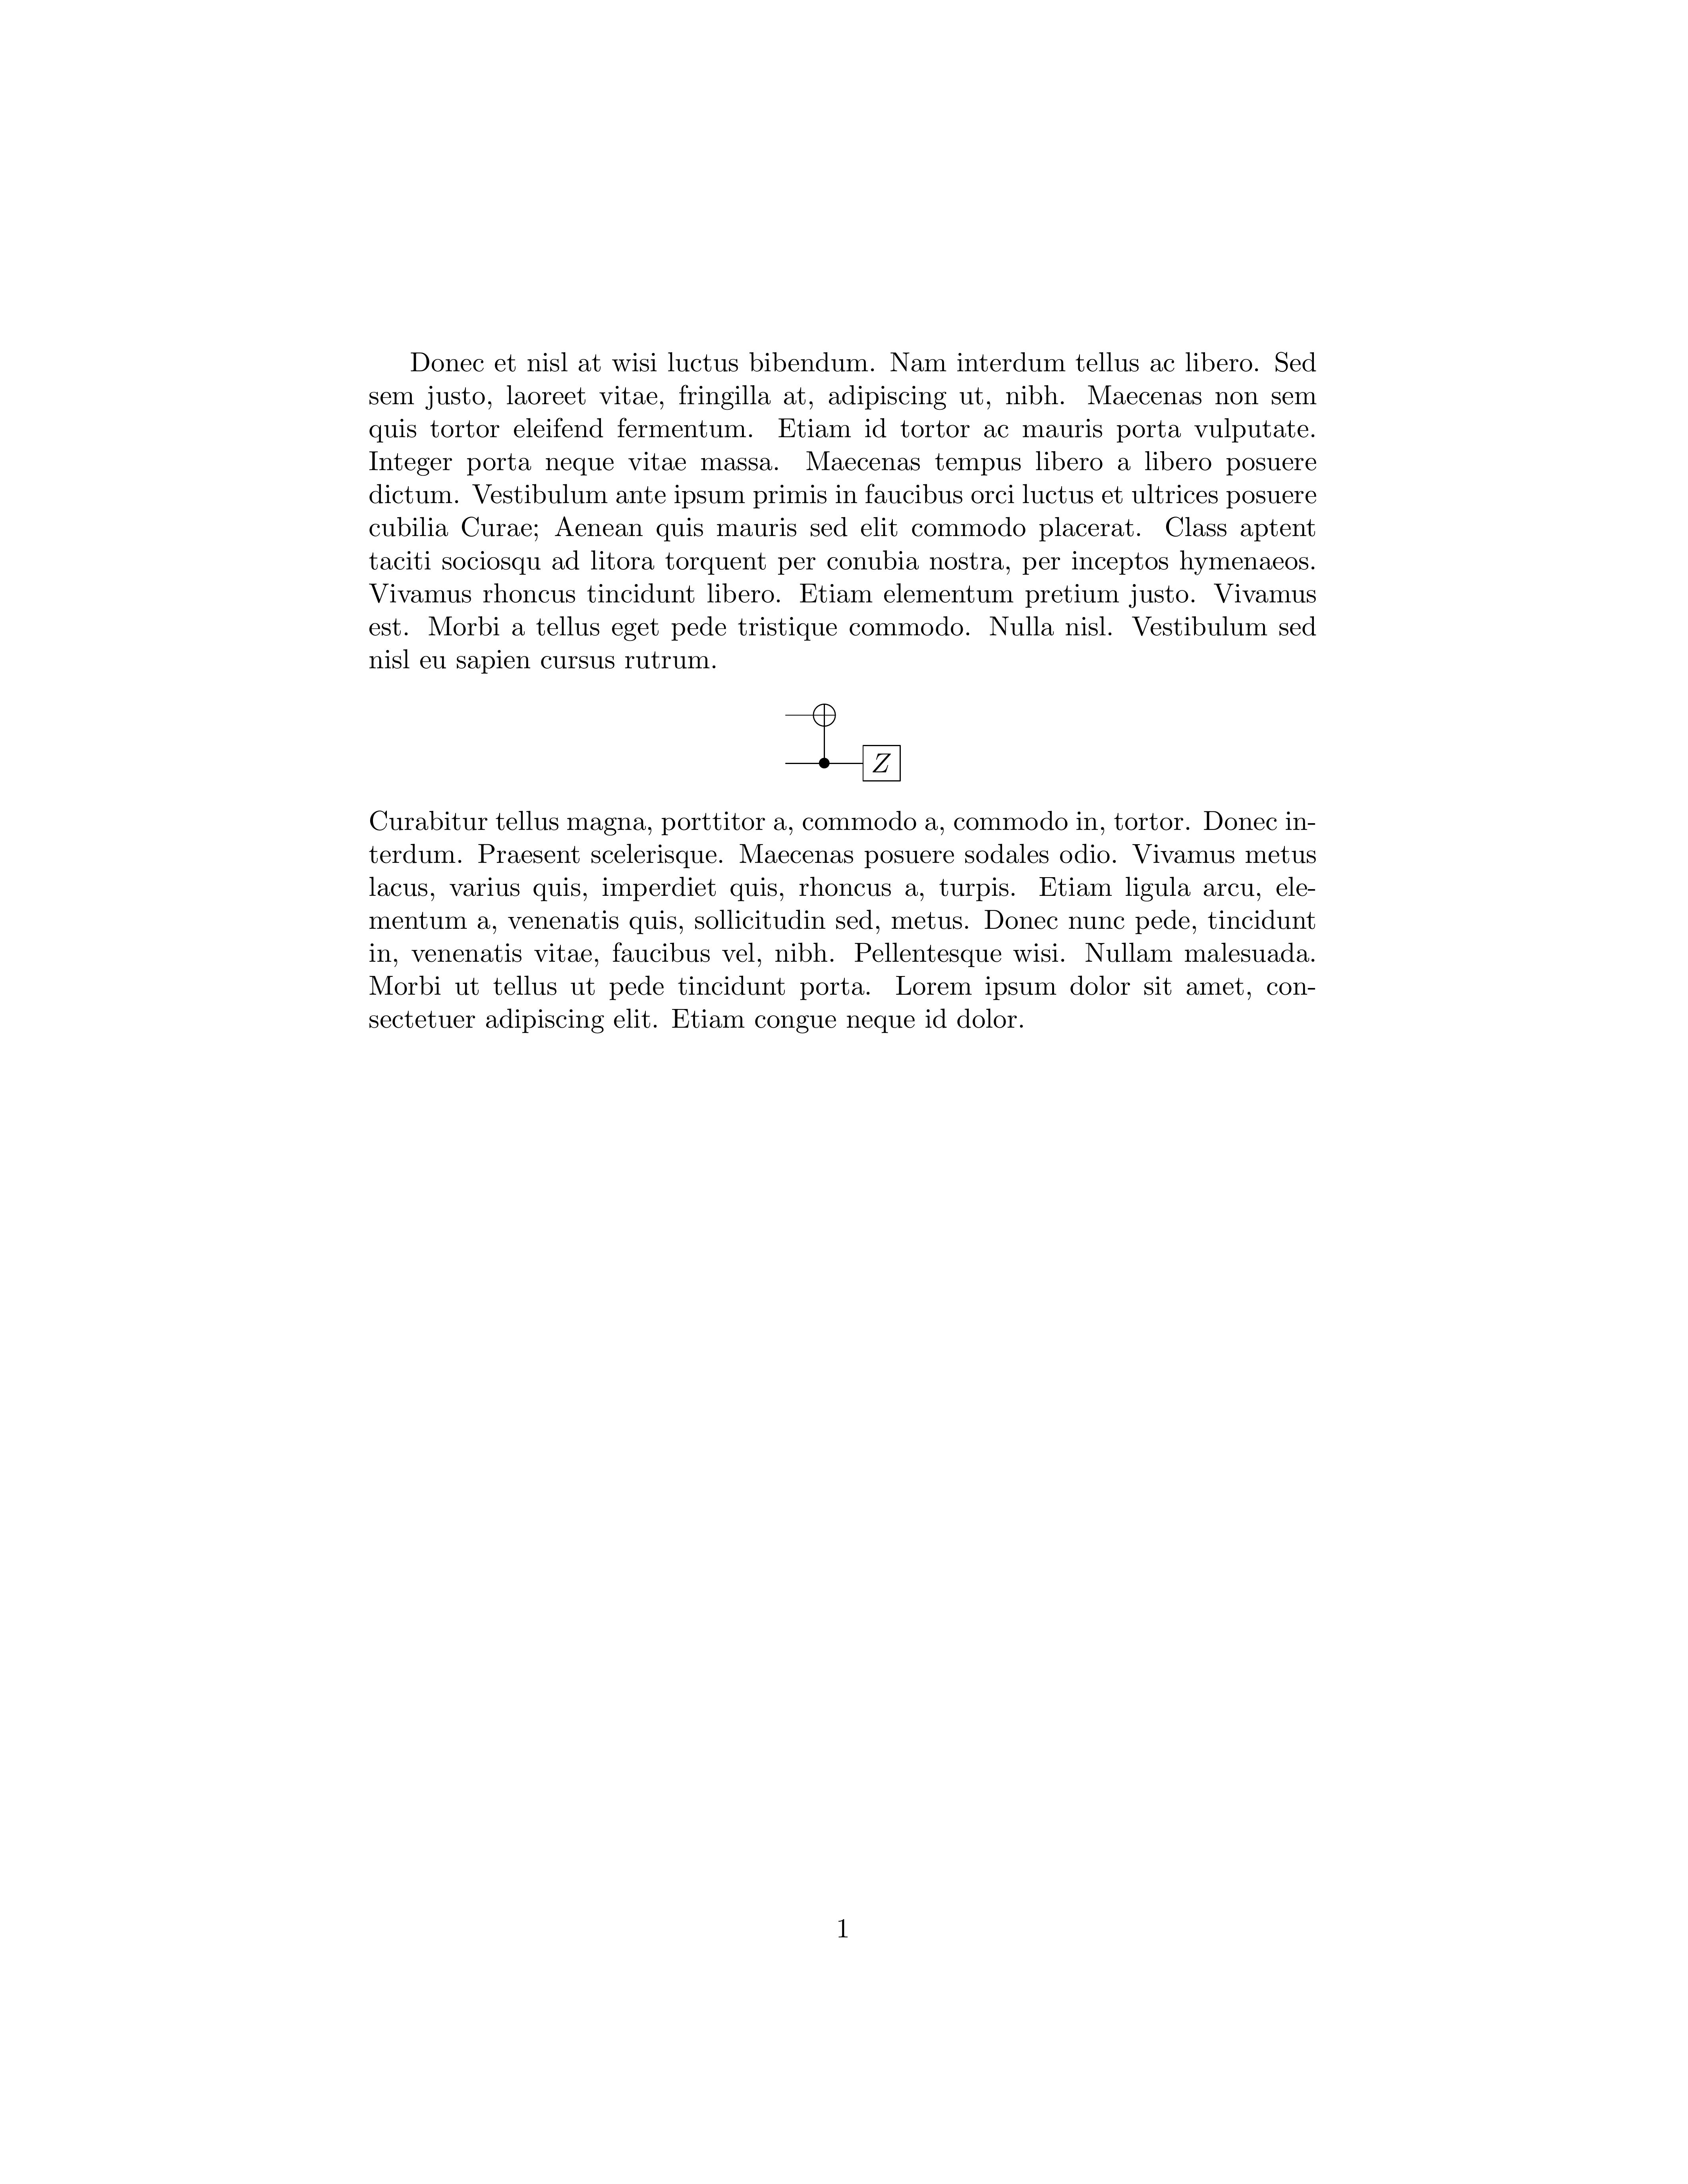 Donec et nisl at wisi luctus bibendum. Nam interdum tellus ac libero. Sed
sem justo, laoreet vitae, fringilla at, adipiscing ut, nibh. Maecenas non sem
quis tortor eleifend fermentum. Etiam id tortor ac mauris porta vulputate.
Integer porta neque vitae massa. Maecenas tempus libero a libero posuere
dictum. Vestibulum ante ipsum primis in faucibus orci luctus et ultrices posuere
cubilia Curae; Aenean quis mauris sed elit commodo placerat. Class aptent
taciti sociosqu ad litora torquent per conubia nostra, per inceptos hymenaeos.
Vivamus rhoncus tincidunt libero. Etiam elementum pretium justo. Vivamus
est. Morbi a tellus eget pede tristique commodo. Nulla nisl. Vestibulum sed
nisl eu sapien cursus rutrum.
Z
Curabitur tellus magna, porttitor a, commodo a, commodo in, tortor. Donec in-
terdum. Praesent scelerisque. Maecenas posuere sodales odio. Vivamus metus
lacus, varius quis, imperdiet quis, rhoncus a, turpis. Etiam ligula arcu, ele-
mentum a, venenatis quis, sollicitudin sed, metus. Donec nunc pede, tincidunt
in, venenatis vitae, faucibus vel, nibh. Pellentesque wisi. Nullam malesuada.
Morbi ut tellus ut pede tincidunt porta. Lorem ipsum dolor sit amet, con-
sectetuer adipiscing elit. Etiam congue neque id dolor.
1